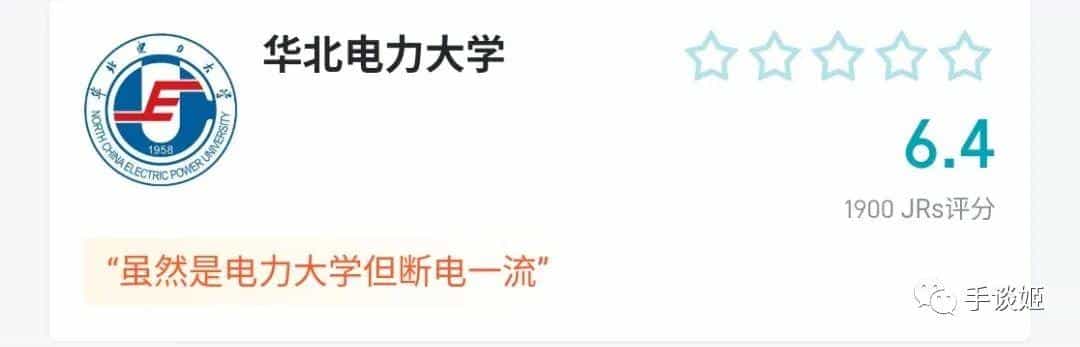 华北电力大学
华北电力大学
NORTH CHINA ELECTRIC POWER UNIVERSITY
1958
6.4
1900 JRs评分
“虽然是电力大学但断电一流”
手谈姬